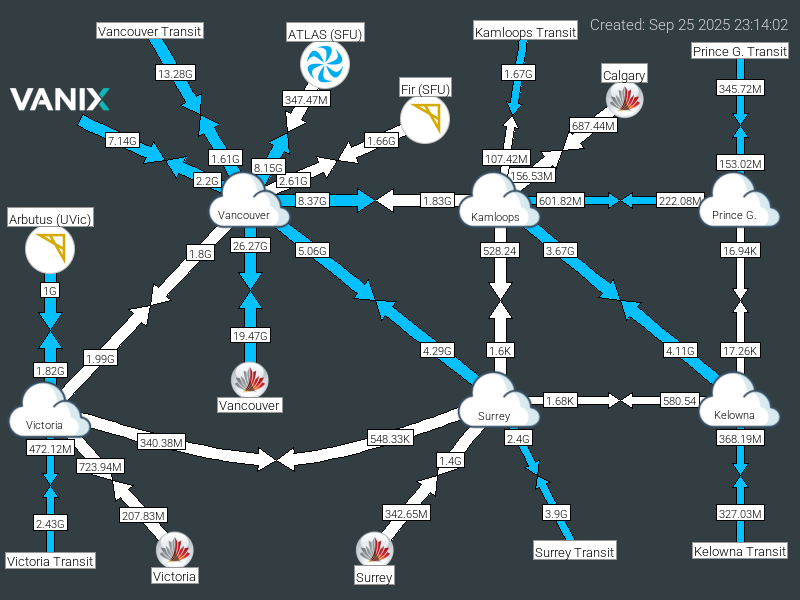 Created: Sep 25 2025 23:14:02
Vancouver Transit
ATLAS (SFU)
Kamloops Transit
Prince G. Transit
13.28G
1.67G
Calgary
345.72M
VANIX
347.47M
Fir (SFU)
687.44M
7.14G
1.66G
1.61G
107.42M
153.02M
8.15G
156.53M
2.2G
2.61G
8.37G
1.83G
601.82M
222.08M
Arbutus (UVic)
Vancouver
Kamloops
Prince G.
1.8G
26.27G
5.06G
528.24
3.67G
16.94K
1G
19.47G
1.99G
4.29G
1.6K
4.11G
17.26K
1.82G
Vancouver
1.68K
580.54
Victoria
Surrey
Kelowna
472.12M
340.38M
548.33K
2.4G
368.19M
723.94M
1.4G
2.43G
207.83M
342.65M
3.9G
327.03M
Victoria Transit
Victoria
Surrey
Surrey Transit
Kelowna Transit